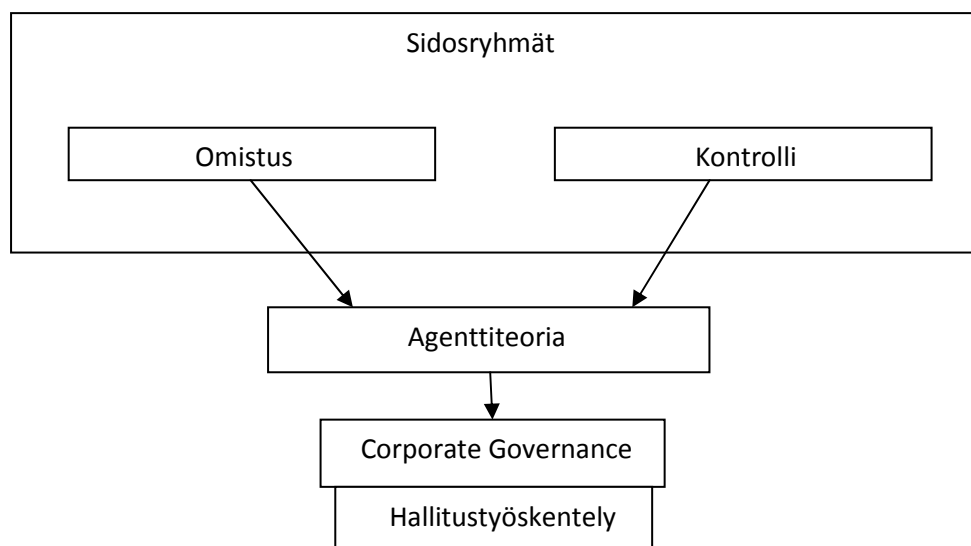 Sidosryhmät
Omistus
Kontrolli
Agenttiteoria
Corporate Governance
Hallitustyöskentely